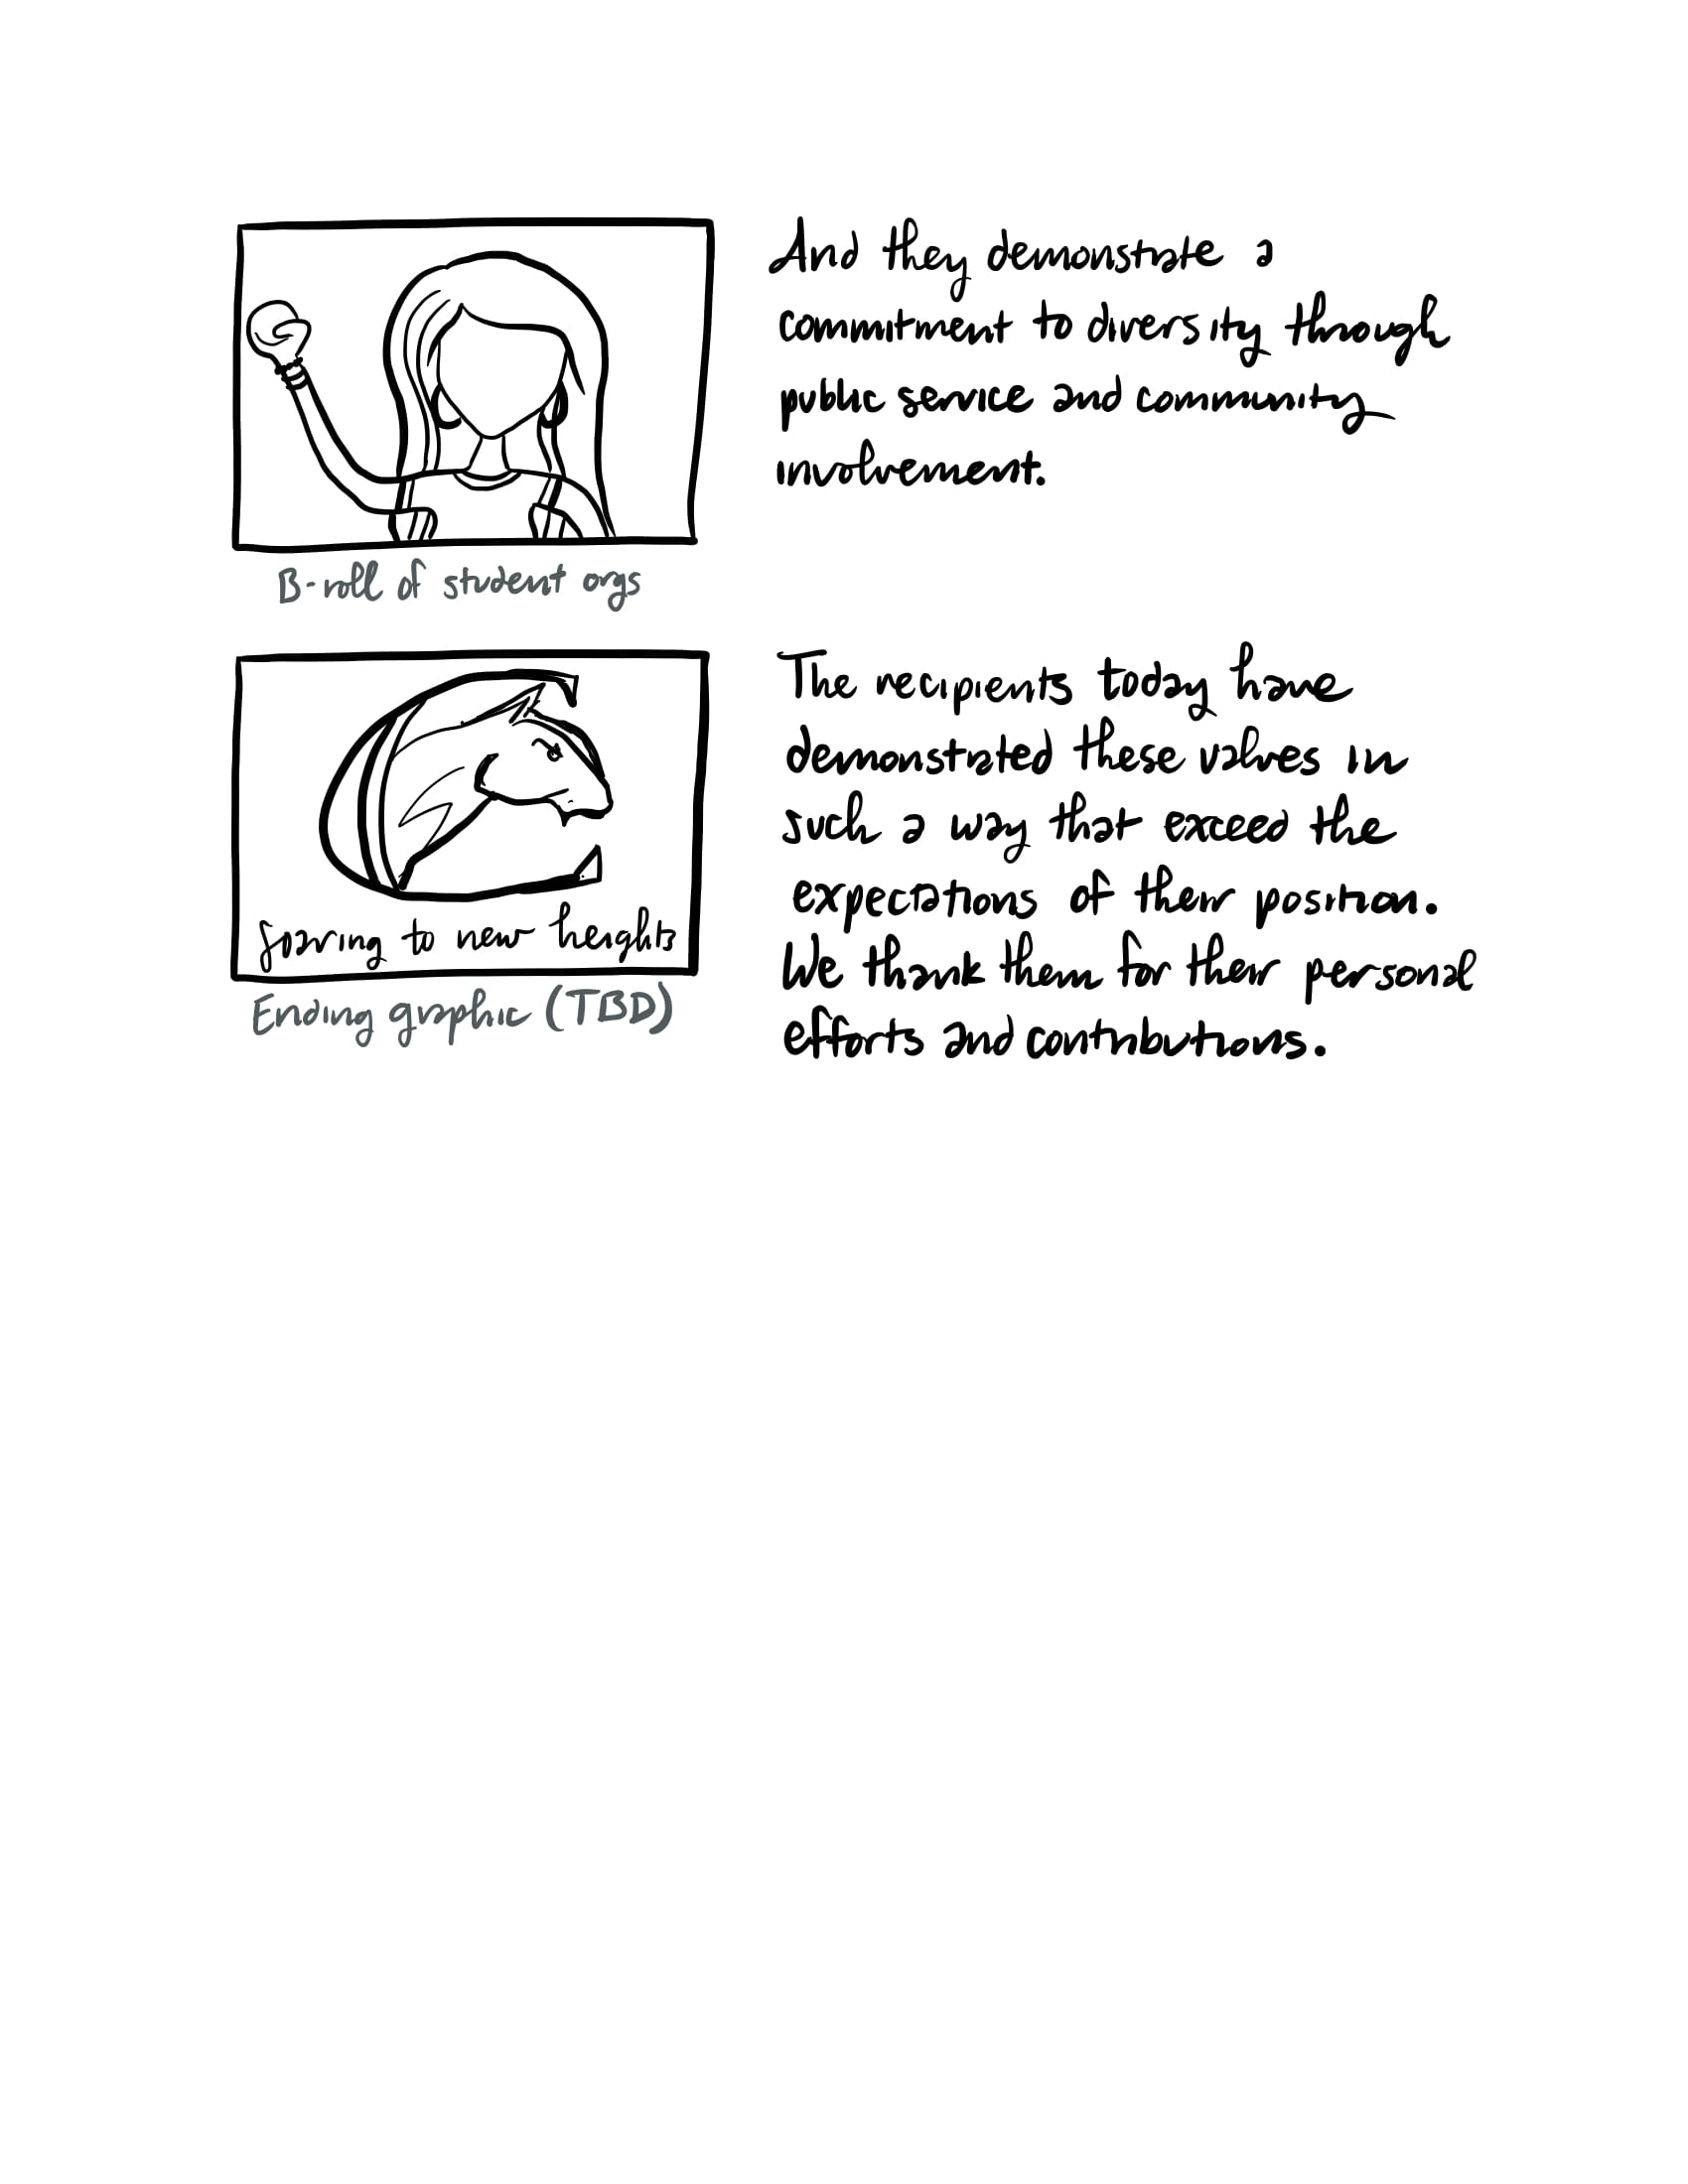 And they demonstrate a
commitment to diversity through
public service and community
involvement.
B-roll of student orgs
The recipients today have
demonstrated these values in
such a way that exceed the
expectations of their position.
We thank them for their personal
efforts and contributions.
Soaring to new heights
Ending graphic (TBD)